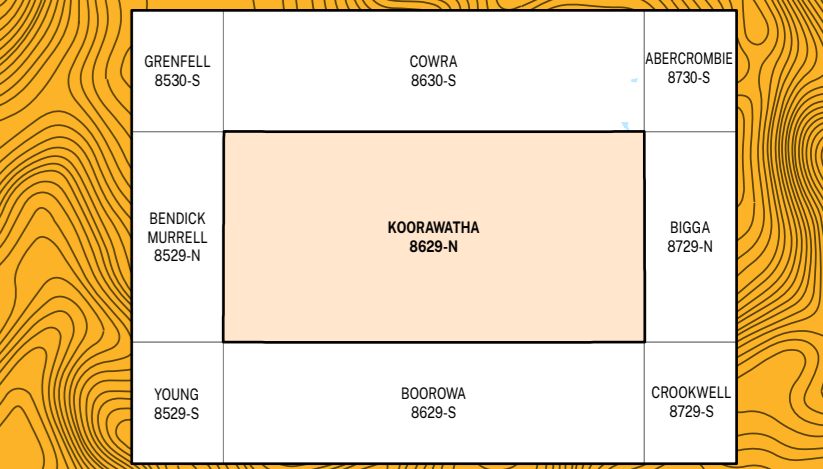 GRENFELL
8530-S
COWRA
8630-S
ABERCROMBIE
8730-S
BENDICK
MURRELL
8529-N
KOORAWATHA
8629-N
BIGGA
8729-N
YOUNG
8529-S
BOOROWA
8629-S
CROOKWELL
8729-S